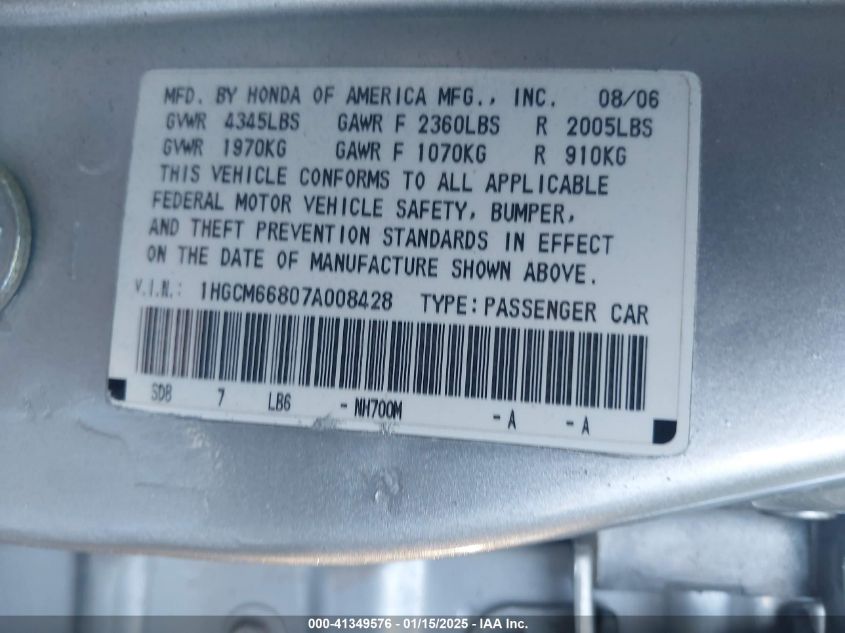 MFD. BY HONDA OF AMERICA MFG., INC. 08/06
GVWR 4345LBS GAWR F 2360LBS R 2005LBS
GVWR 1970KG GAWR F 1070KG R 910KG
THIS VEHICLE CONFORMS TO ALL APPLICABLE
FEDERAL MOTOR VEHICLE SAFETY, BUMPER,
AND THEFT PREVENTION STANDARDS IN EFFECT
ON THE DATE OF MANUFACTURE SHOWN ABOVE.
V.I.N.: 1HGCM66807A008428 TYPE:PASSENGER CAR
SDB 7 LB6 - NH700M - A - A
000-41349576 - 01/15/2025 - IAA Inc.